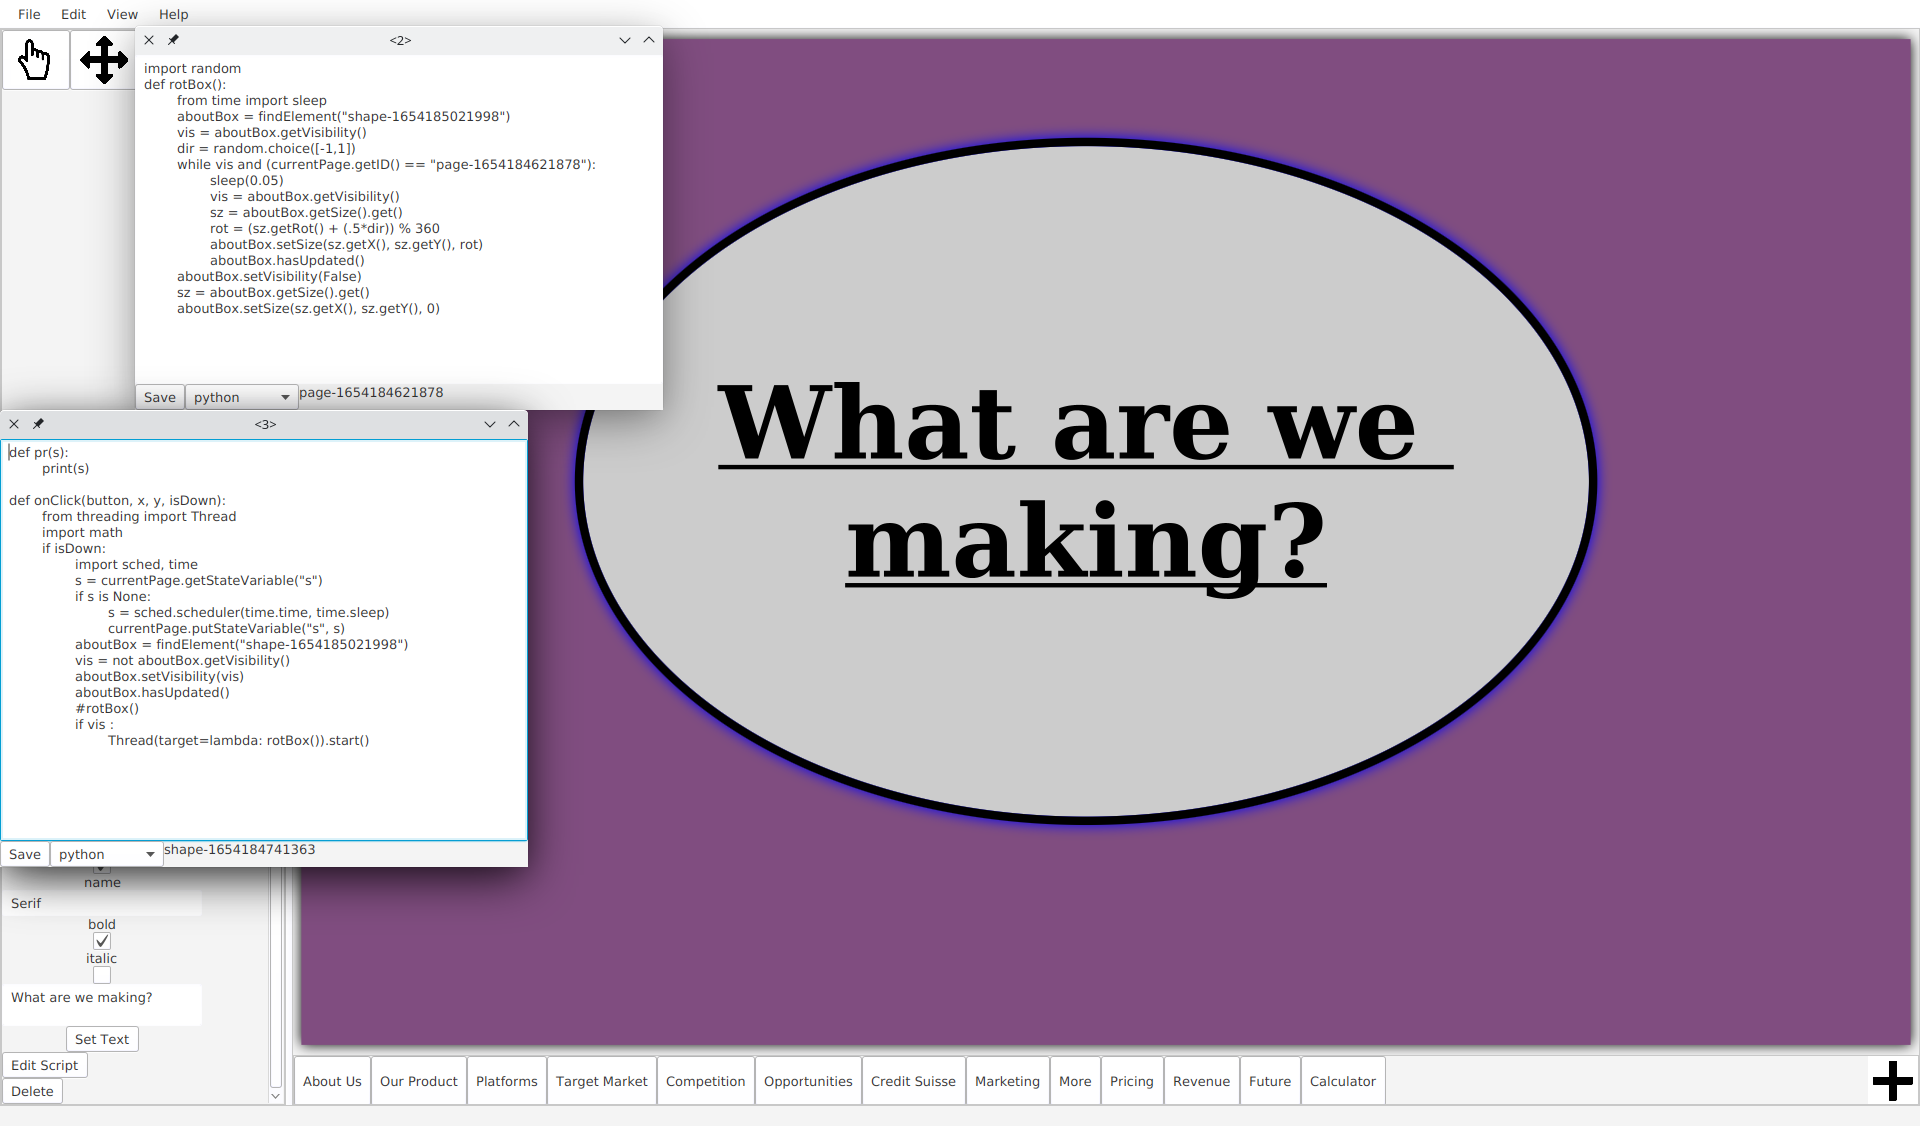 File Edit View Help
<2>
import random
def rotBox():
from time import sleep
aboutBox = findElement("shape-1654185021998")
vis = aboutBox.getVisibility()
dir = random.choice([-1,1])
while vis and (currentPage.getID() == "page-1654184621878"):
sleep(0.05)
vis = aboutBox.getVisibility()
sz = aboutBox.getSize().get()
rot = (sz.getRot() + (.5*dir)) % 360
aboutBox.setSize(sz.getX(), sz.getY(), rot)
aboutBox.hasUpdated()
aboutBox.setVisibility(False)
sz = aboutBox.getSize().get()
aboutBox.setSize(sz.getX(), sz.getY(), 0)
Save python page-1654184621878
<3>
def pr(s):
print(s)
def onClick(button, x, y, isDown):
from threading import Thread
import math
if isDown:
import sched, time
s = currentPage.getStateVariable("s")
if s is None:
s = sched.scheduler(time.time, time.sleep)
currentPage.putStateVariable("s", s)
aboutBox = findElement("shape-1654185021998")
vis = not aboutBox.getVisibility()
aboutBox.setVisibility(vis)
aboutBox.hasUpdated()
#rotBox()
if vis :
Thread(target=lambda: rotBox()).start()
Save python shape-1654184741363
name
Serif
bold
italic
What are we making?
Set Text
Edit Script
Delete
What are we
making?
About Us Our Product Platforms Target Market Competition Opportunities Credit Suisse Marketing More Pricing Revenue Future Calculator